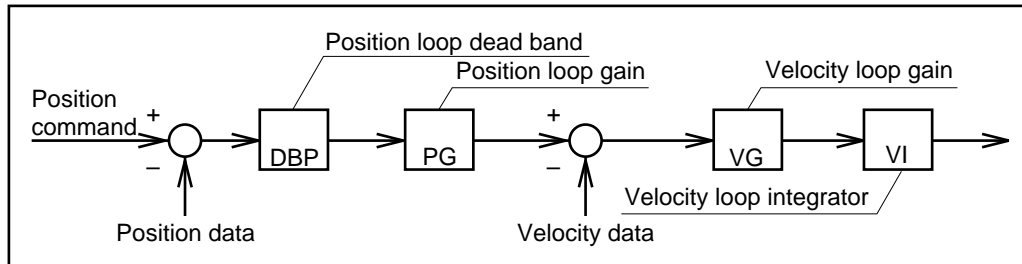 Position loop dead band
Position loop gain
Velocity loop gain
Position
command
+
−
DBP
PG
+
−
VG
VI
Velocity loop integrator
Position data
Velocity data